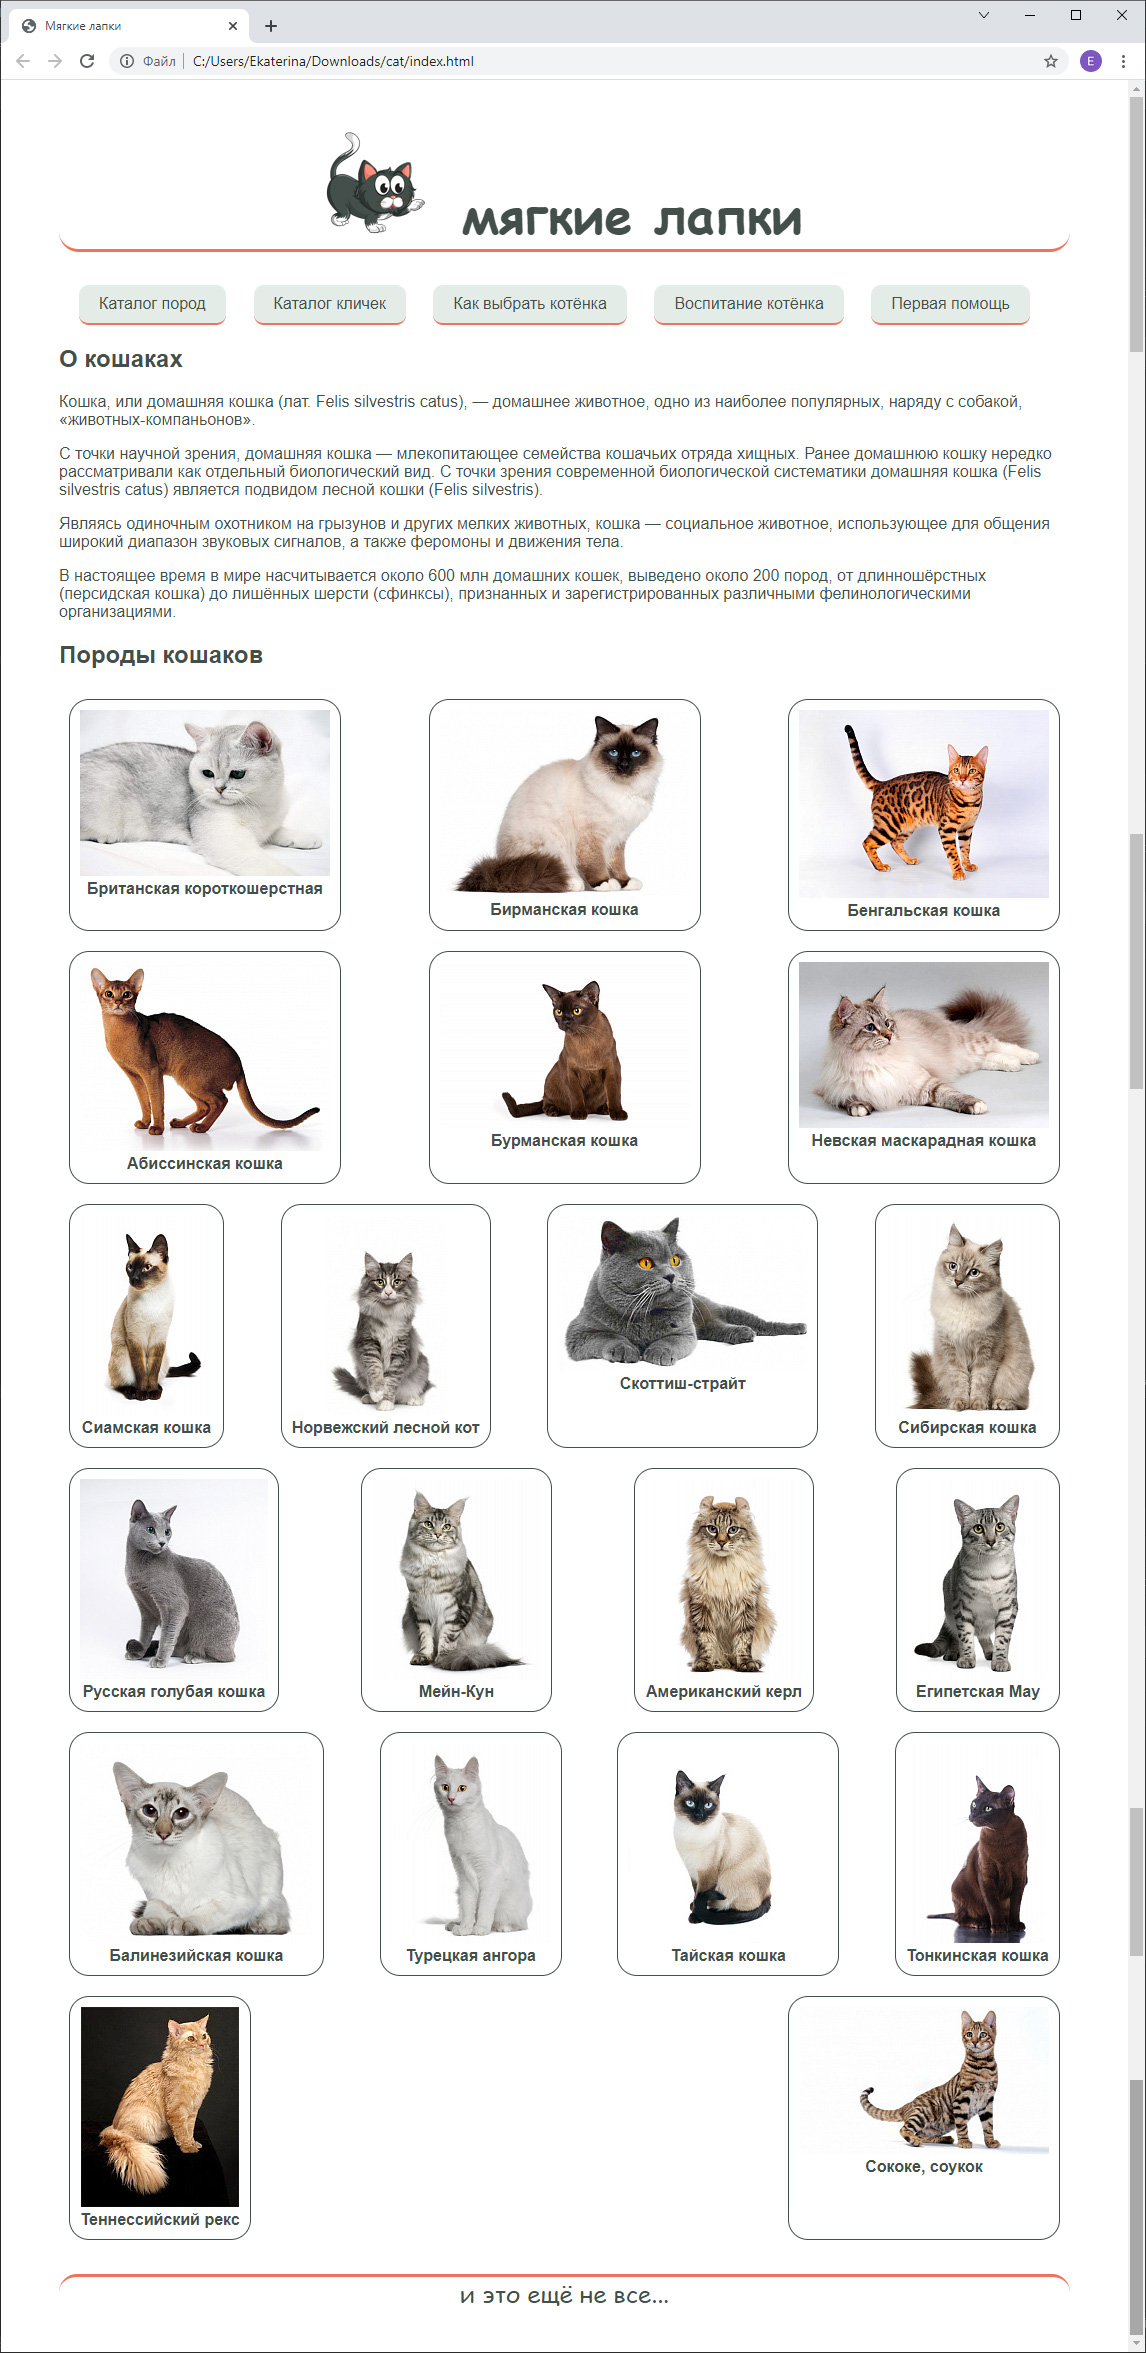 Мягкие лапки
Файл | C:/Users/Ekaterina/Downloads/cat/index.html
E
мягкие лапки
Каталог пород
Каталог кличек
Как выбрать котёнка
Воспитание котёнка
Первая помощь
О кошаках
Кошка, или домашняя кошка (лат. Felis silvestris catus), — домашнее животное, одно из наиболее популярных, наряду с собакой,
«животных-компаньонов».
С точки научной зрения, домашняя кошка — млекопитающее семейства кошачьих отряда хищных. Ранее домашнюю кошку нередко
рассматривали как отдельный биологический вид. С точки зрения современной биологической систематики домашняя кошка (Felis
silvestris catus) является подвидом лесной кошки (Felis silvestris).
Являясь одиночным охотником на грызунов и других мелких животных, кошка — социальное животное, использующее для общения
широкий диапазон звуковых сигналов, а также феромоны и движения тела.
В настоящее время в мире насчитывается около 600 млн домашних кошек, выведено около 200 пород, от длинношёрстных
(персидская кошка) до лишённых шерсти (сфинксы), признанных и зарегистрированных различными фелинологическими
организациями.
Породы кошаков
Британская короткошерстная
Бирманская кошка
Бенгальская кошка
Абиссинская кошка
Бурманская кошка
Невская маскарадная кошка
Сиамская кошка
Норвежский лесной кот
Скоттиш-страйт
Сибирская кошка
Русская голубая кошка
Мейн-Кун
Американский керл
Египетская Мау
Балинезийская кошка
Турецкая ангора
Тайская кошка
Тонкинская кошка
Теннессийский рекс
Сококе, соукок
и это ещё не все...